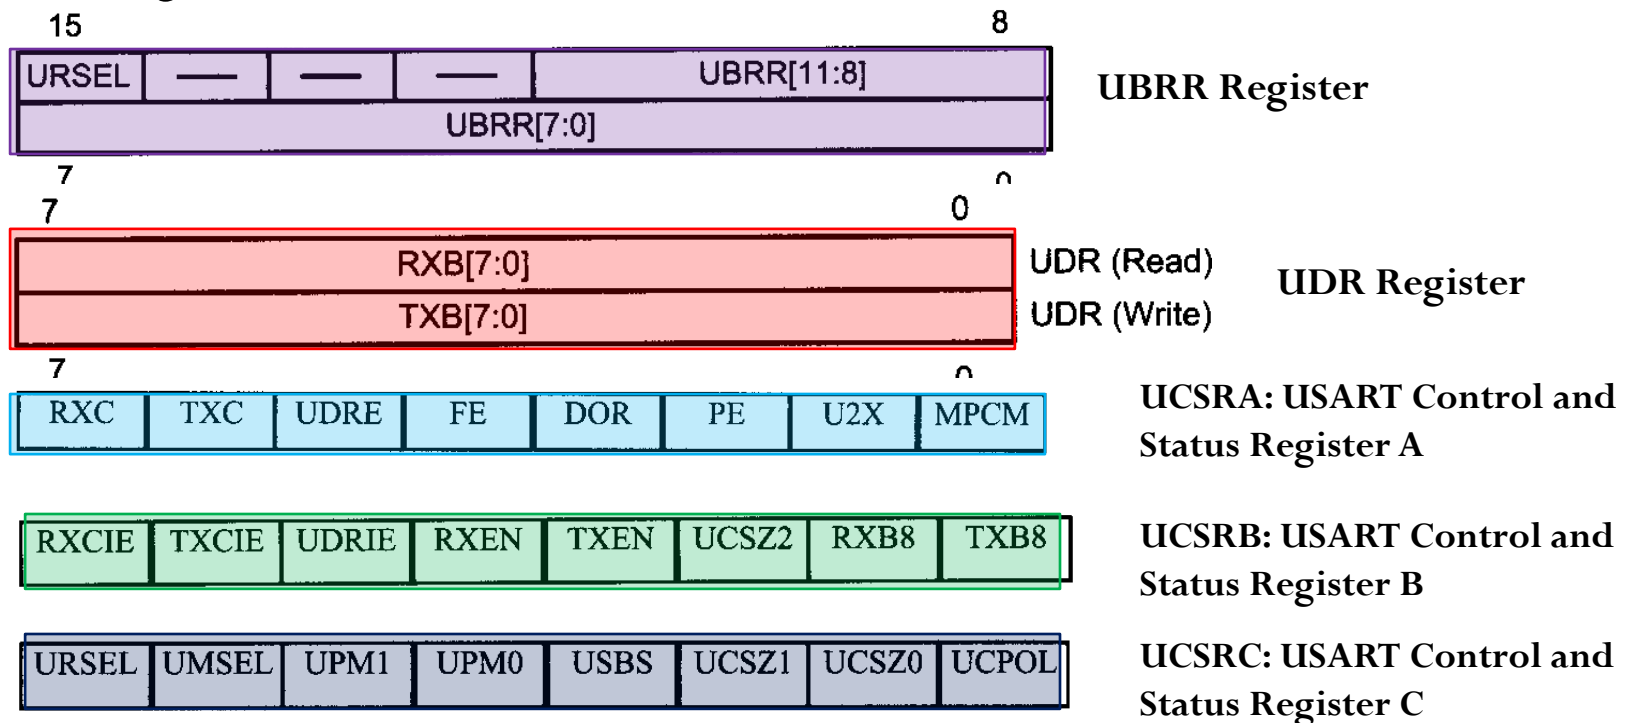 15 8
URSEL — — — UBRR[11:8]
UBRR[7:0]
UBRR Register
7 0
7 0
RXB[7:0] UDR (Read)
TXB[7:0] UDR (Write)
UDR Register
7 0
RXC TXC UDRE FE DOR PE U2X MPCM
UCSRA: USART Control and
Status Register A
RXCIE TXCIE UDRIE RXEN TXEN UCSZ2 RXB8 TXB8
UCSRB: USART Control and
Status Register B
URSEL UMSEL UPM1 UPM0 USBS UCSZ1 UCSZ0 UCPOL
UCSRC: USART Control and
Status Register C